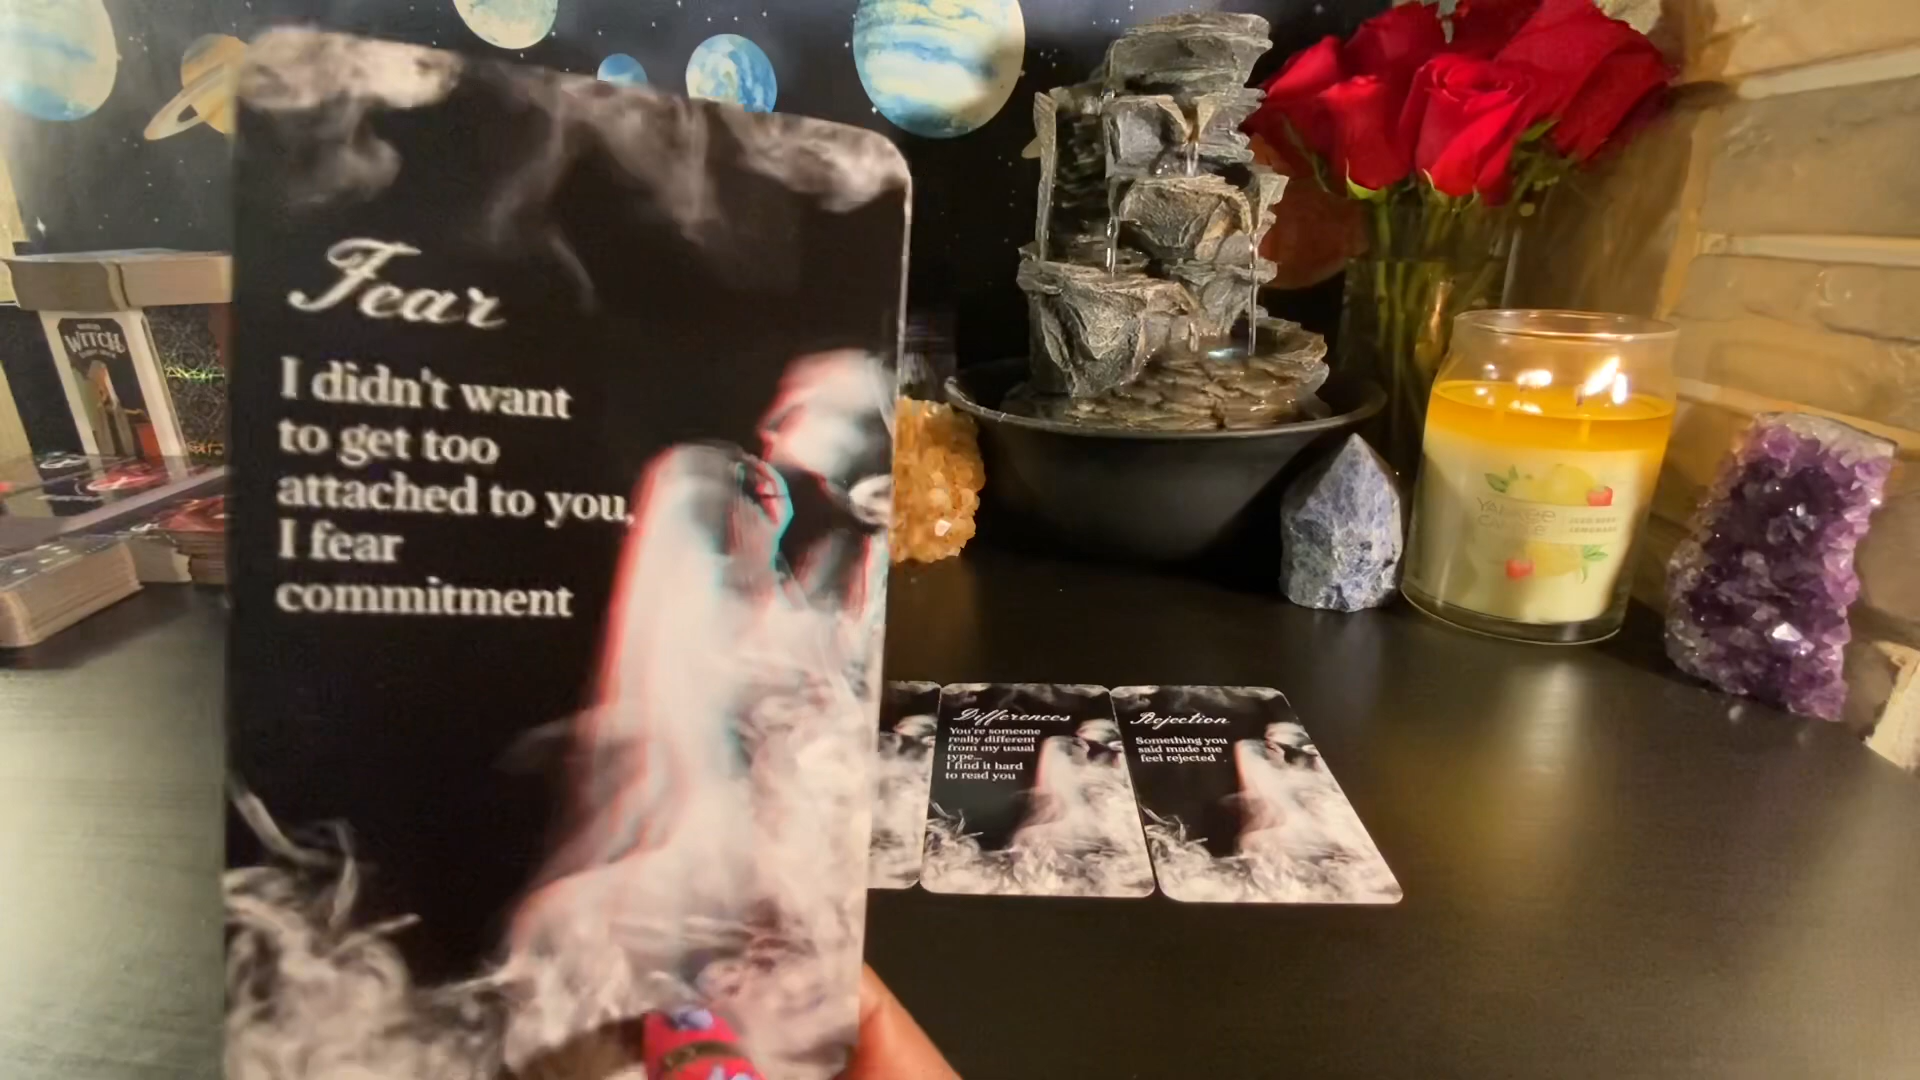 Fear
I didn't want
to get too
attached to you,
I fear
commitment
WITCH
Differences
You're someone
really different
from my usual
type...
I find it hard
to read you
Rejection
Something you
said made me
feel rejected
YANKEE
CANDLE
LEMONADE